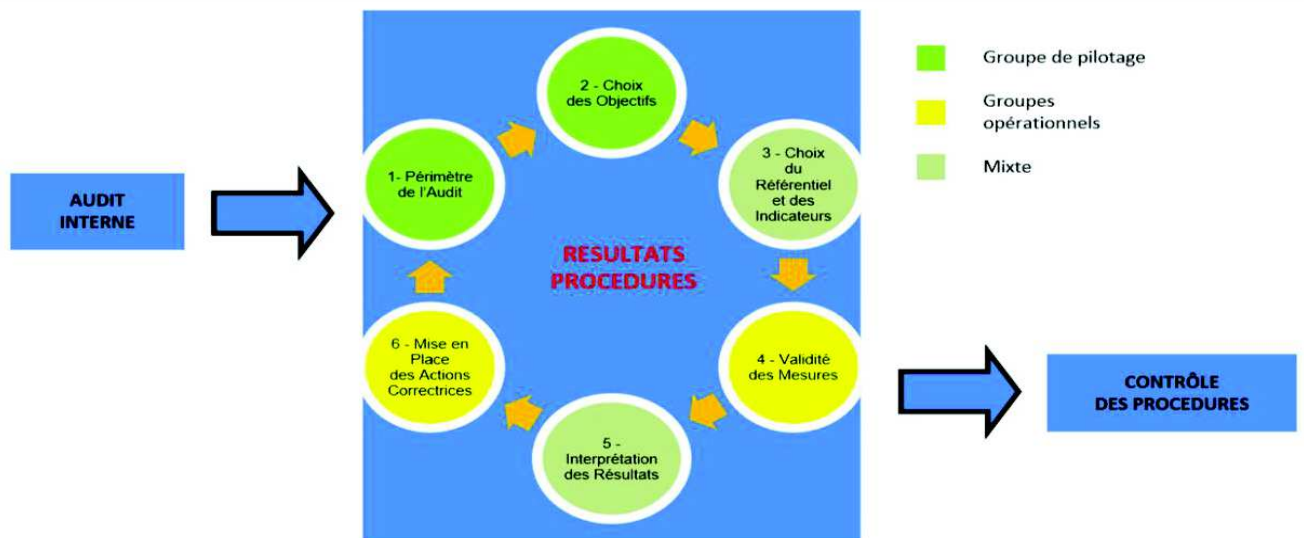 AUDIT
INTERNE
1- Périmètre
de l'Audit
2 - Choix
des Objectifs
3 - Choix
du
Référentiel
et des
Indicateurs
4 - Validité
des Mesures
5 -
Interprétation
des Résultats
6 - Mise en
Place
des Actions
Correctrices
RESULTATS
PROCEDURES
Groupe de pilotage
Groupes
opérationnels
Mixte
CONTRÔLE
DES PROCEDURES